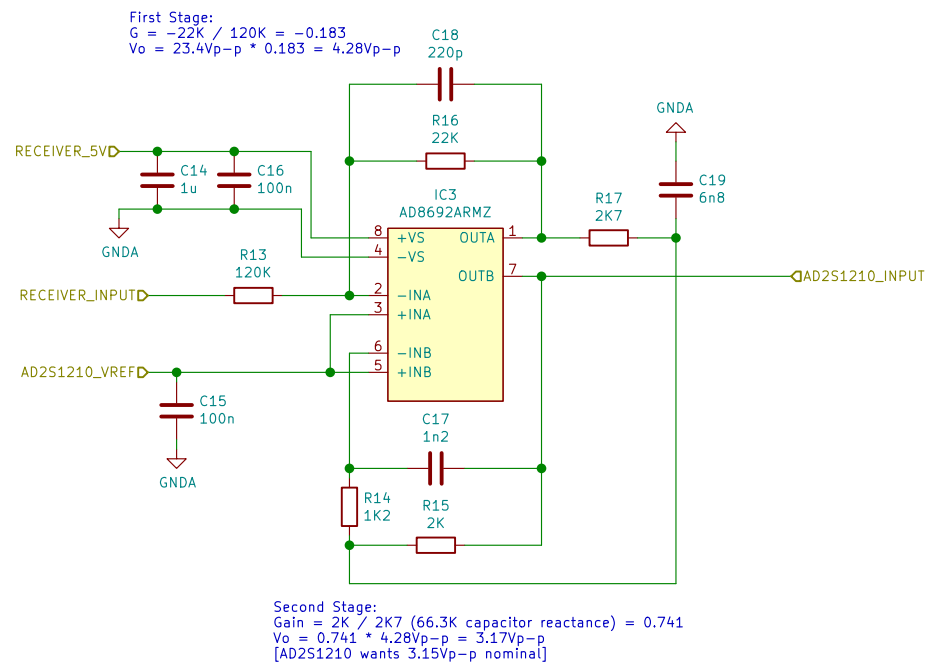 First Stage:
G = -22K / 120K = -0.183
Vo = 23.4Vp-p * 0.183 = 4.28Vp-p
C18
220p
GNDA
R16
22K
RECEIVER_5V
C14
1u
C16
100n
C19
6n8
IC3
AD8692ARMZ
R17
2K7
8
+VS
OUTA
1
4
-VS
GNDA
R13
120K
OUTB
7
AD2S1210_INPUT
RECEIVER_INPUT
2
-INA
3
+INA
6
-INB
AD2S1210_VREF
5
+INB
C15
100n
C17
1n2
GNDA
R14
1K2
R15
2K
Second Stage:
Gain = 2K / 2K7 (66.3K capacitor reactance) = 0.741
Vo = 0.741 * 4.28Vp-p = 3.17Vp-p
[AD2S1210 wants 3.15Vp-p nominal]